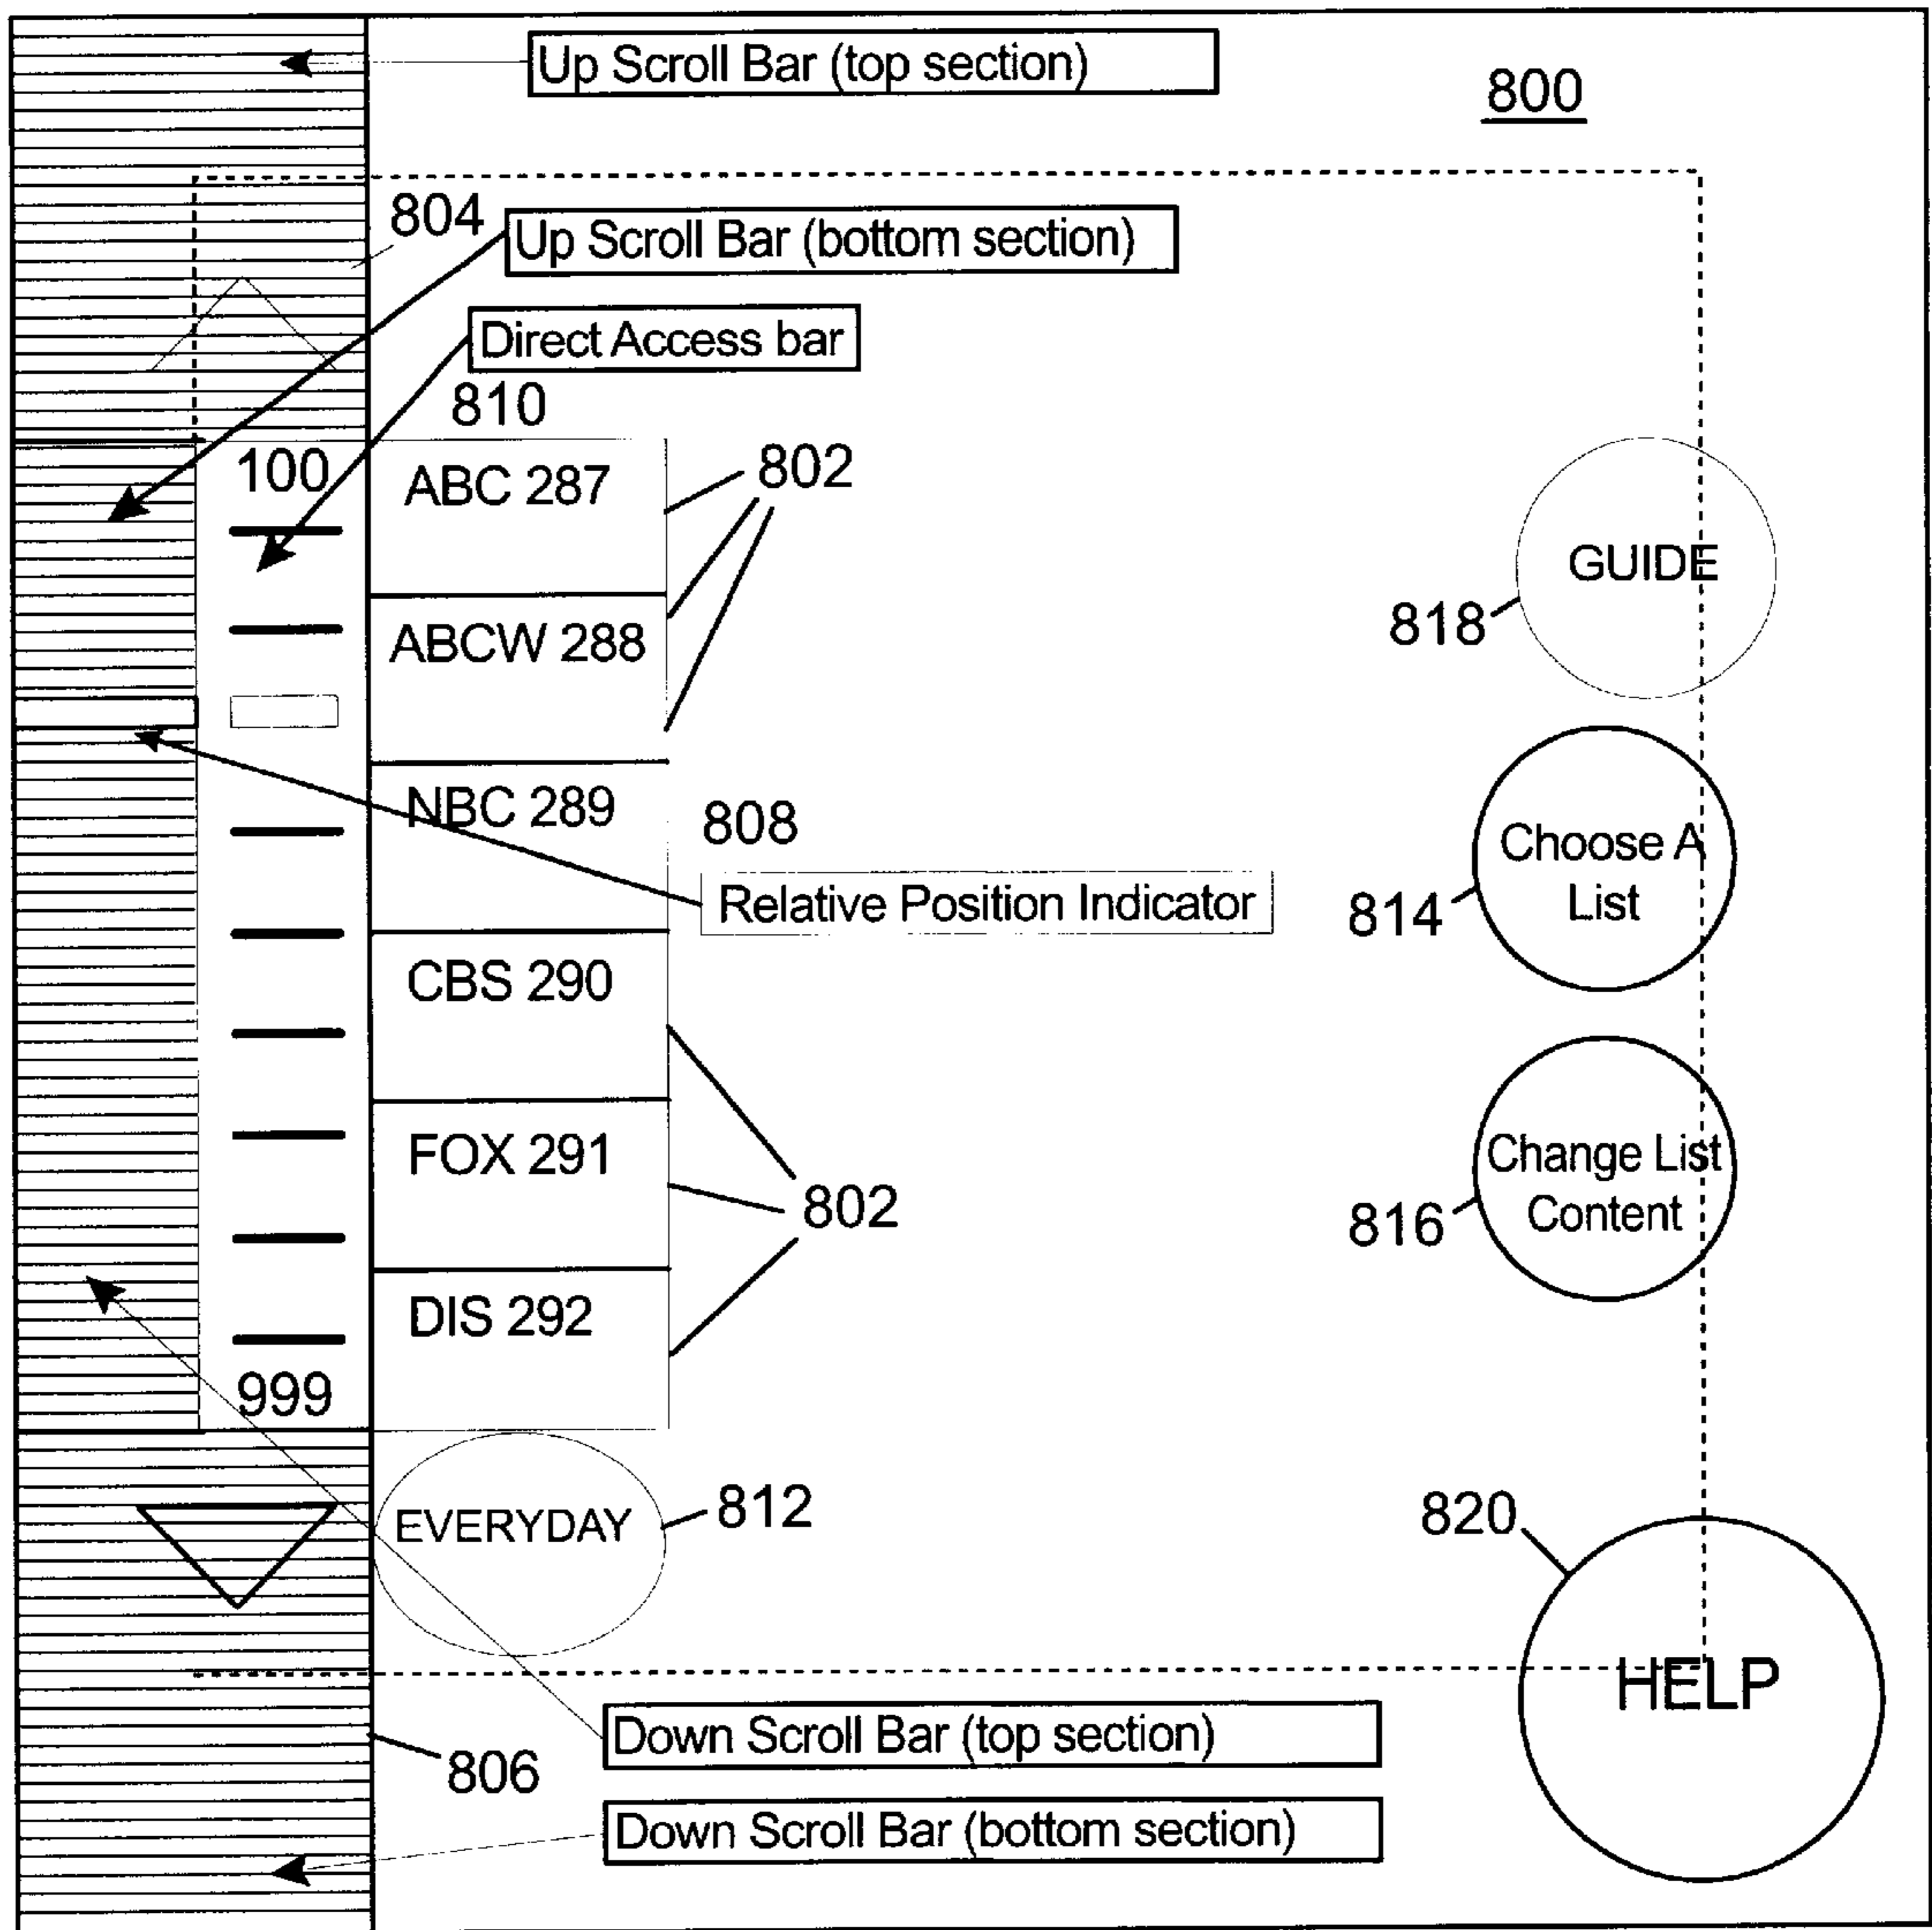 Up Scroll Bar (top section)
800
804
Up Scroll Bar (bottom section)
Direct Access bar
810
100
ABC 287
802
GUIDE
818
ABCW 288
NBC 289
808
Choose A
List
814
Relative Position Indicator
CBS 290
FOX 291
802
Change List
Content
816
DIS 292
999
EVERYDAY
812
820
HELP
Down Scroll Bar (top section)
806
Down Scroll Bar (bottom section)